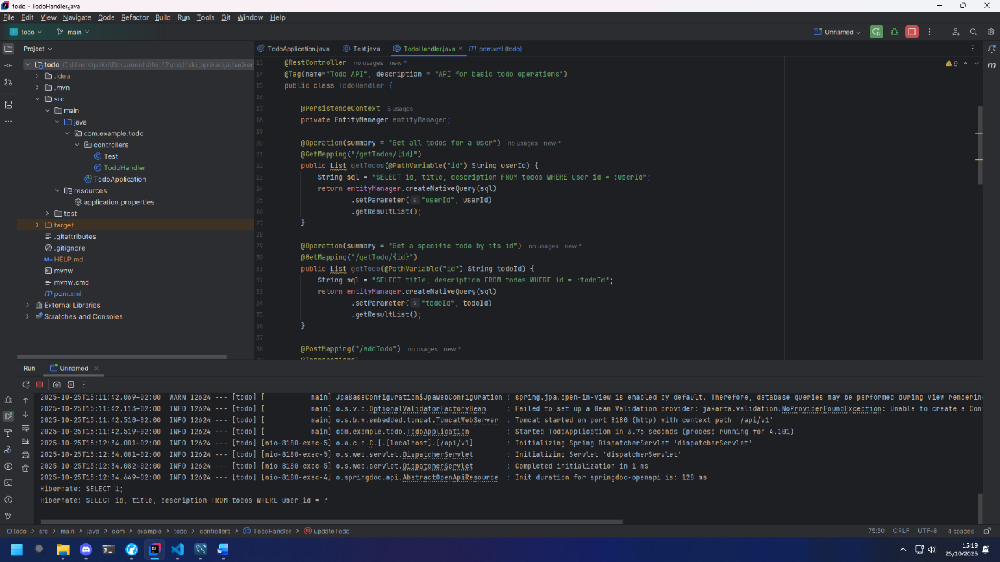 todo – TodoHandler.java
File Edit View Navigate Code Refactor Build Run Tools Git Window Help
T todo main Unnamed
Project
TodoApplication.java Test.java TodoHandler.java pom.xml (todo)
todo C:\Users\pako\Documents\feri\2\ris\todo_aplikacija\backen
.idea
.mvn
src
main
java
com.example.todo
controllers
Test
TodoHandler
TodoApplication
resources
application.properties
test
target
.gitattributes
.gitignore
HELP.md
mvnw
mvnw.cmd
pom.xml
External Libraries
Scratches and Consoles
9
13 @RestController no usages new *
14 @Tag(name="Todo API", description = "API for basic todo operations")
15 public class TodoHandler {
16
17 @PersistenceContext 5 usages
18 private EntityManager entityManager;
19
20 @Operation(summary = "Get all todos for a user") no usages new *
21 @GetMapping("/getTodos/{id}")
22 public List getTodos(@PathVariable("id") String userId) {
23 String sql = "SELECT id, title, description FROM todos WHERE user_id = :userId";
24 return entityManager.createNativeQuery(sql)
25 .setParameter( s: "userId", userId)
26 .getResultList();
27 }
28
29 @Operation(summary = "Get a specific todo by its id") no usages new *
30 @GetMapping("/getTodo/{id}")
31 public List getTodo(@PathVariable("id") String todoId) {
32 String sql = "SELECT title, description FROM todos WHERE id = :todoId";
33 return entityManager.createNativeQuery(sql)
34 .setParameter( s: "todoId", todoId)
35 .getResultList();
36 }
37
38 @PostMapping("/addTodo") no usages new *
39 @Transactional
Run Unnamed
2025-10-25T15:11:42.069+02:00 WARN 12624 --- [todo] [ main] JpaBaseConfiguration$JpaWebConfiguration : spring.jpa.open-in-view is enabled by default. Therefore, database queries may be performed during view renderin
2025-10-25T15:11:42.113+02:00 INFO 12624 --- [todo] [ main] o.s.v.b.OptionalValidatorFactoryBean : Failed to set up a Bean Validation provider: jakarta.validation.NoProviderFoundException: Unable to create a Con
2025-10-25T15:11:42.510+02:00 INFO 12624 --- [todo] [ main] o.s.b.w.embedded.tomcat.TomcatWebServer : Tomcat started on port 8180 (http) with context path '/api/v1'
2025-10-25T15:11:42.519+02:00 INFO 12624 --- [todo] [ main] com.example.todo.TodoApplication : Started TodoApplication in 3.75 seconds (process running for 4.101)
2025-10-25T15:12:34.081+02:00 INFO 12624 --- [todo] [nio-8180-exec-5] o.a.c.c.C.[.[localhost].[/api/v1] : Initializing Spring DispatcherServlet 'dispatcherServlet'
2025-10-25T15:12:34.081+02:00 INFO 12624 --- [todo] [nio-8180-exec-5] o.s.web.servlet.DispatcherServlet : Initializing Servlet 'dispatcherServlet'
2025-10-25T15:12:34.082+02:00 INFO 12624 --- [todo] [nio-8180-exec-5] o.s.web.servlet.DispatcherServlet : Completed initialization in 1 ms
2025-10-25T15:12:34.649+02:00 INFO 12624 --- [todo] [nio-8180-exec-4] o.springdoc.api.AbstractOpenApiResource : Init duration for springdoc-openapi is: 128 ms
Hibernate: SELECT 1;
Hibernate: SELECT id, title, description FROM todos WHERE user_id = ?
todo > src > main > java > com > example > todo > controllers > TodoHandler > updateTodo 75:50 CRLF UTF-8 4 spaces
15:19
25/10/2025